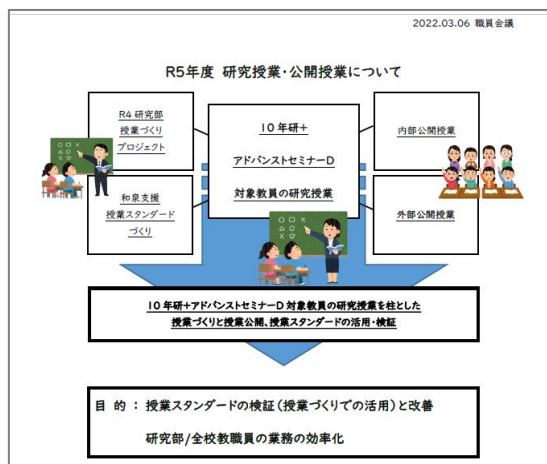 2022.03.06 職員会議
R5年度 研究授業・公開授業について
R4 研究部
授業づくり
プロジェクト
和泉支援
授業スタンダード
づくり
10年研+
アドバンストセミナーD
対象教員の研究授業
内部公開授業
外部公開授業
10年研+アドバンストセミナーD 対象教員の研究授業を柱とした
授業づくりと授業公開、授業スタンダードの活用・検証
目 的 : 授業スタンダードの検証(授業づくりでの活用)と改善
研究部/全校教職員の業務の効率化